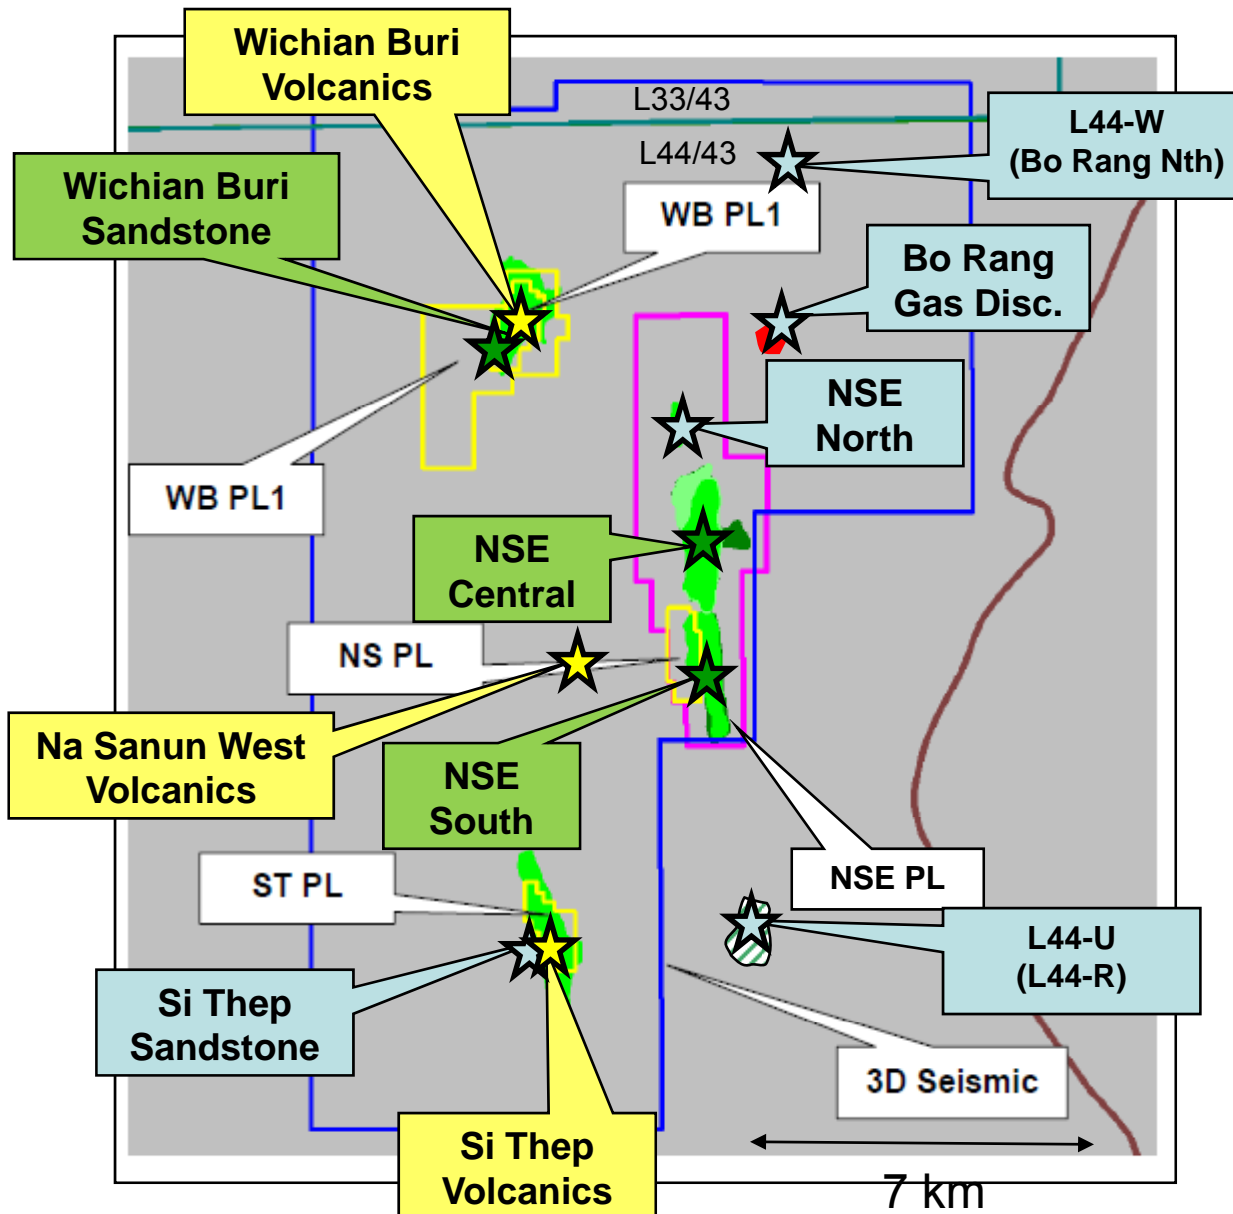 Wichian Buri
Volcanics
L33/43
L44/43
L44-W
(Bo Rang Nth)
Wichian Buri
Sandstone
WB PL1
Bo Rang
Gas Disc.
NSE
North
WB PL1
NSE
Central
NS PL
Na Sanun West
Volcanics
NSE
South
ST PL
NSE PL
L44-U
(L44-R)
Si Thep
Sandstone
3D Seismic
Si Thep
Volcanics
7 km